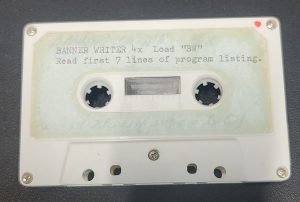 BANNER WRITER 4x  Load "BW"
Read first 7 lines of program listing.